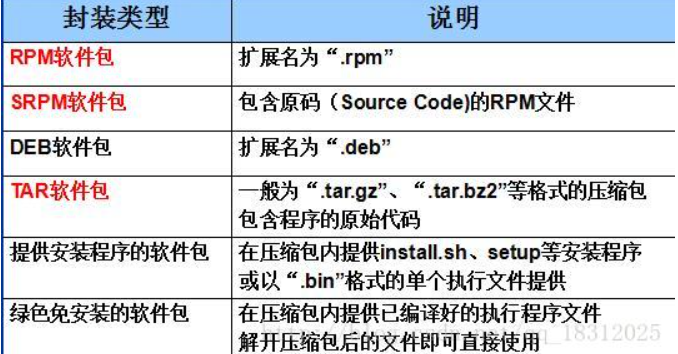 封装类型 说明
RPM软件包 扩展名为“.rpm”
SRPM软件包 包含原码（Source Code)的RPM文件
DEB软件包 扩展名为“.deb”
TAR软件包 一般为“.tar.gz”、“.tar.bz2”等格式的压缩包
包含程序的原始代码
提供安装程序的软件包 在压缩包内提供install.sh、setup等安装程序
或以“.bin”格式的单个执行文件提供
绿色免安装的软件包 在压缩包内提供已编译好的执行程序文件
解开压缩包后的文件即可直接使用
http://blog.csdn.net/qq_18312025